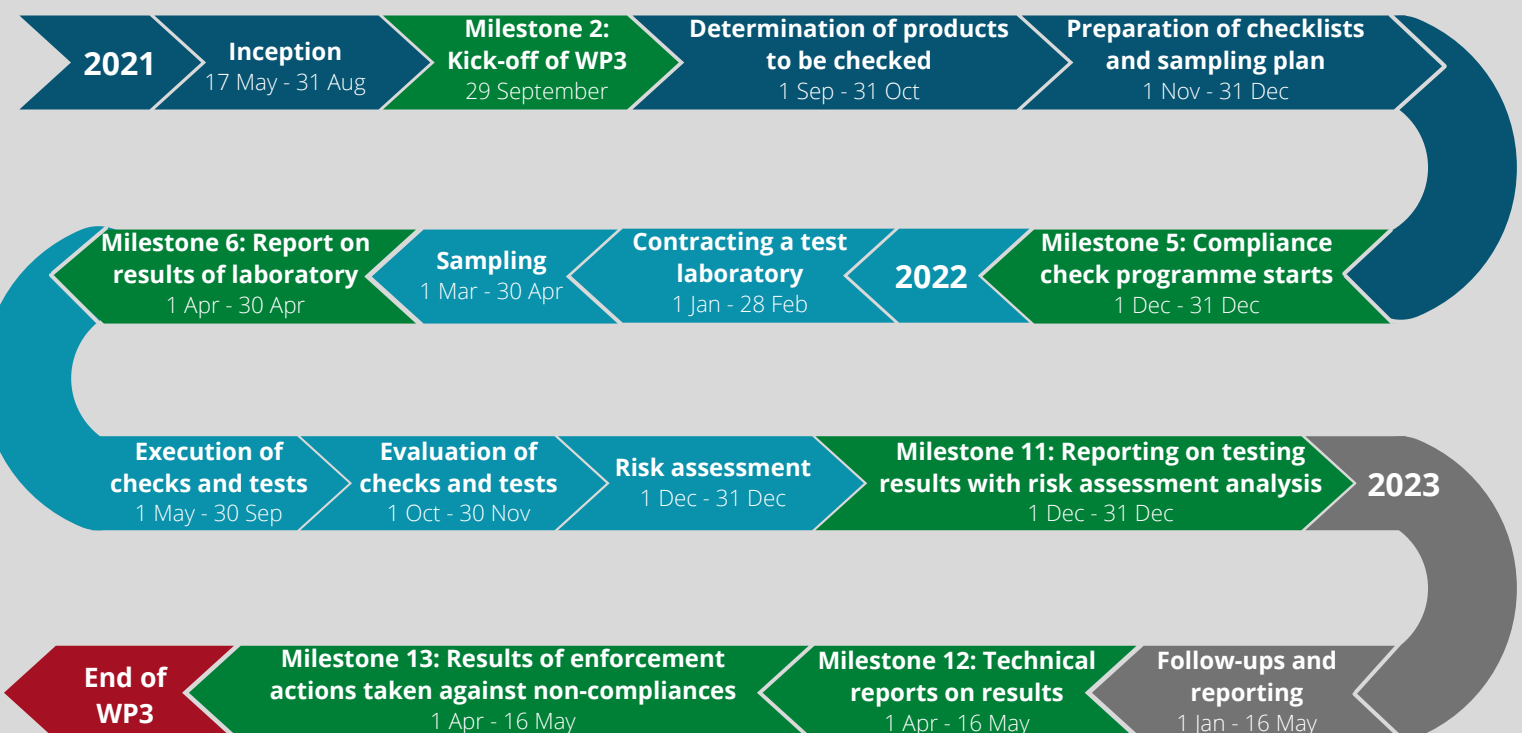 2021
Inception
17 May - 31 Aug
Milestone 2:
Kick-off of WP3
29 September
Determination of products
to be checked
1 Sep - 31 Oct
Preparation of checklists
and sampling plan
1 Nov - 31 Dec
Milestone 5: Compliance
check programme starts
1 Dec - 31 Dec
2022
Contracting a test
laboratory
1 Jan - 28 Feb
Sampling
1 Mar - 30 Apr
Milestone 6: Report on
results of laboratory
1 Apr - 30 Apr
Execution of
checks and tests
1 May - 30 Sep
Evaluation of
checks and tests
1 Oct - 30 Nov
Risk assessment
1 Dec - 31 Dec
Milestone 11: Reporting on testing
results with risk assessment analysis
1 Dec - 31 Dec
2023
Follow-ups and
reporting
1 Jan - 16 May
Milestone 12: Technical
reports on results
1 Apr - 16 May
Milestone 13: Results of enforcement
actions taken against non-compliances
1 Apr - 16 May
End of
WP3